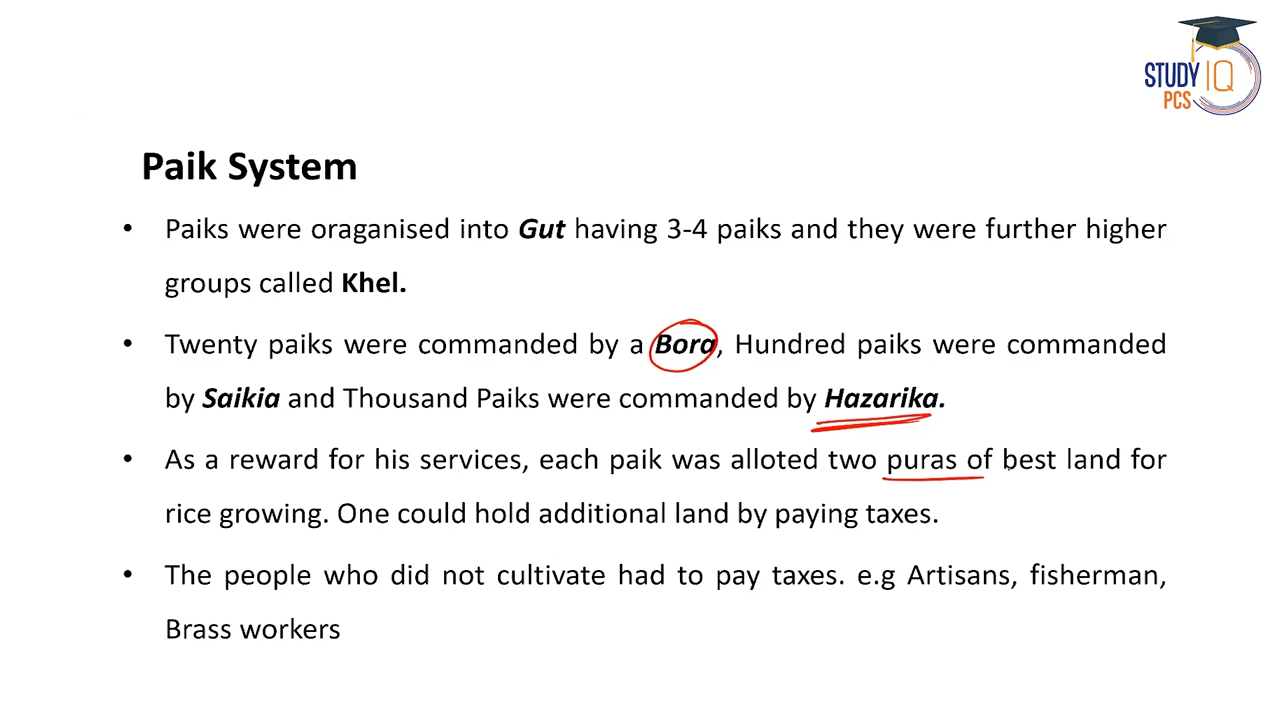 STUDY IQ
PCS
Paik System
• Paiks were oraganised into Gut having 3-4 paiks and they were further higher
groups called Khel.
• Twenty paiks were commanded by a Bora, Hundred paiks were commanded
by Saikia and Thousand Paiks were commanded by Hazarika.
• As a reward for his services, each paik was alloted two puras of best land for
rice growing. One could hold additional land by paying taxes.
• The people who did not cultivate had to pay taxes. e.g Artisans, fisherman,
Brass workers